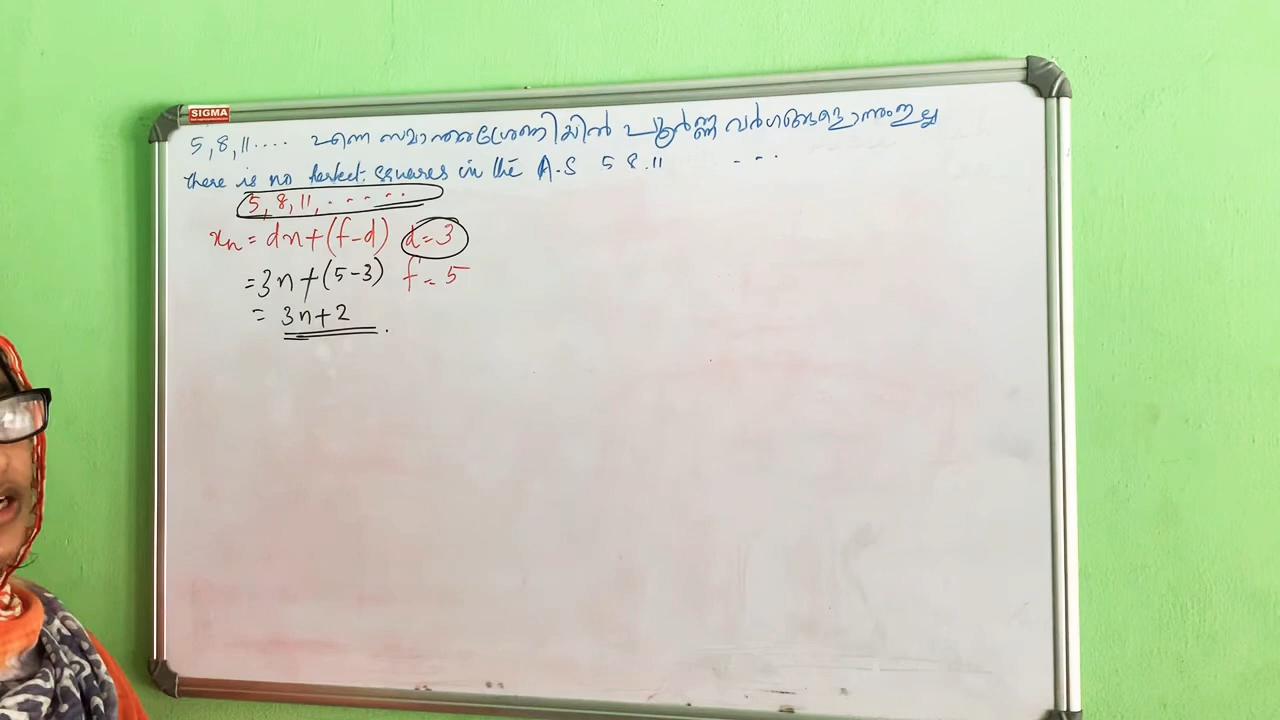 SIGMA
5, 8, 11 .... എന്ന സമാന്തരശ്രേണിയിൽ പൂർണ്ണ വർഗങ്ങളൊന്നും ഇല്ല
There is no perfect squares in the A.S 5 8 11 ...
5, 8, 11, .....
xₙ = dn+(f-d) d=3
=3n+(5-3) f=5
= 3n+2.